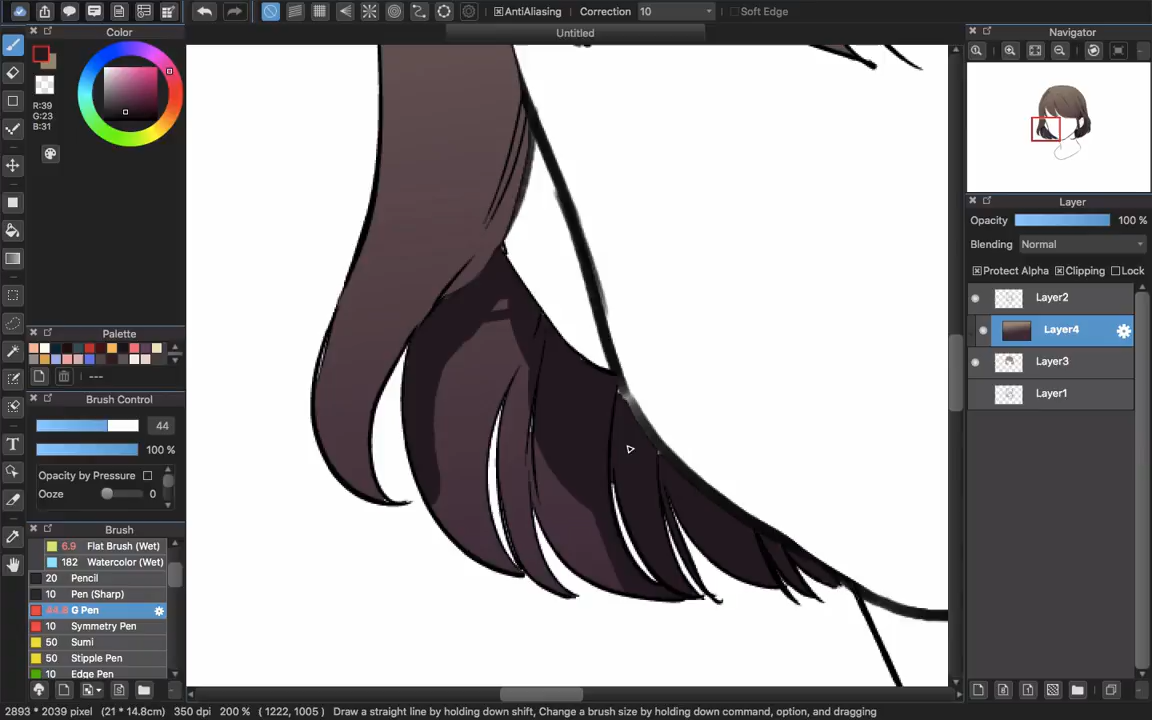 AntiAliasing Correction 10 Soft Edge
Untitled
Color
R:39
G:23
B:31
Palette
---
Brush Control
44
100 %
Opacity by Pressure
Ooze 0
Brush
6.9 Flat Brush (Wet)
182 Watercolor (Wet)
20 Pencil
10 Pen (Sharp)
44.8 G Pen
10 Symmetry Pen
50 Sumi
50 Stipple Pen
10 Edge Pen
Navigator
Layer
Opacity 100 %
Blending Normal
Protect Alpha Clipping Lock
Layer2
Layer4
Layer3
Layer1
2893 * 2039 pixel (21 * 14.8cm) 350 dpi 200 % ( 1222, 1005 ) Draw a straight line by holding down shift, Change a brush size by holding down command, option, and dragging